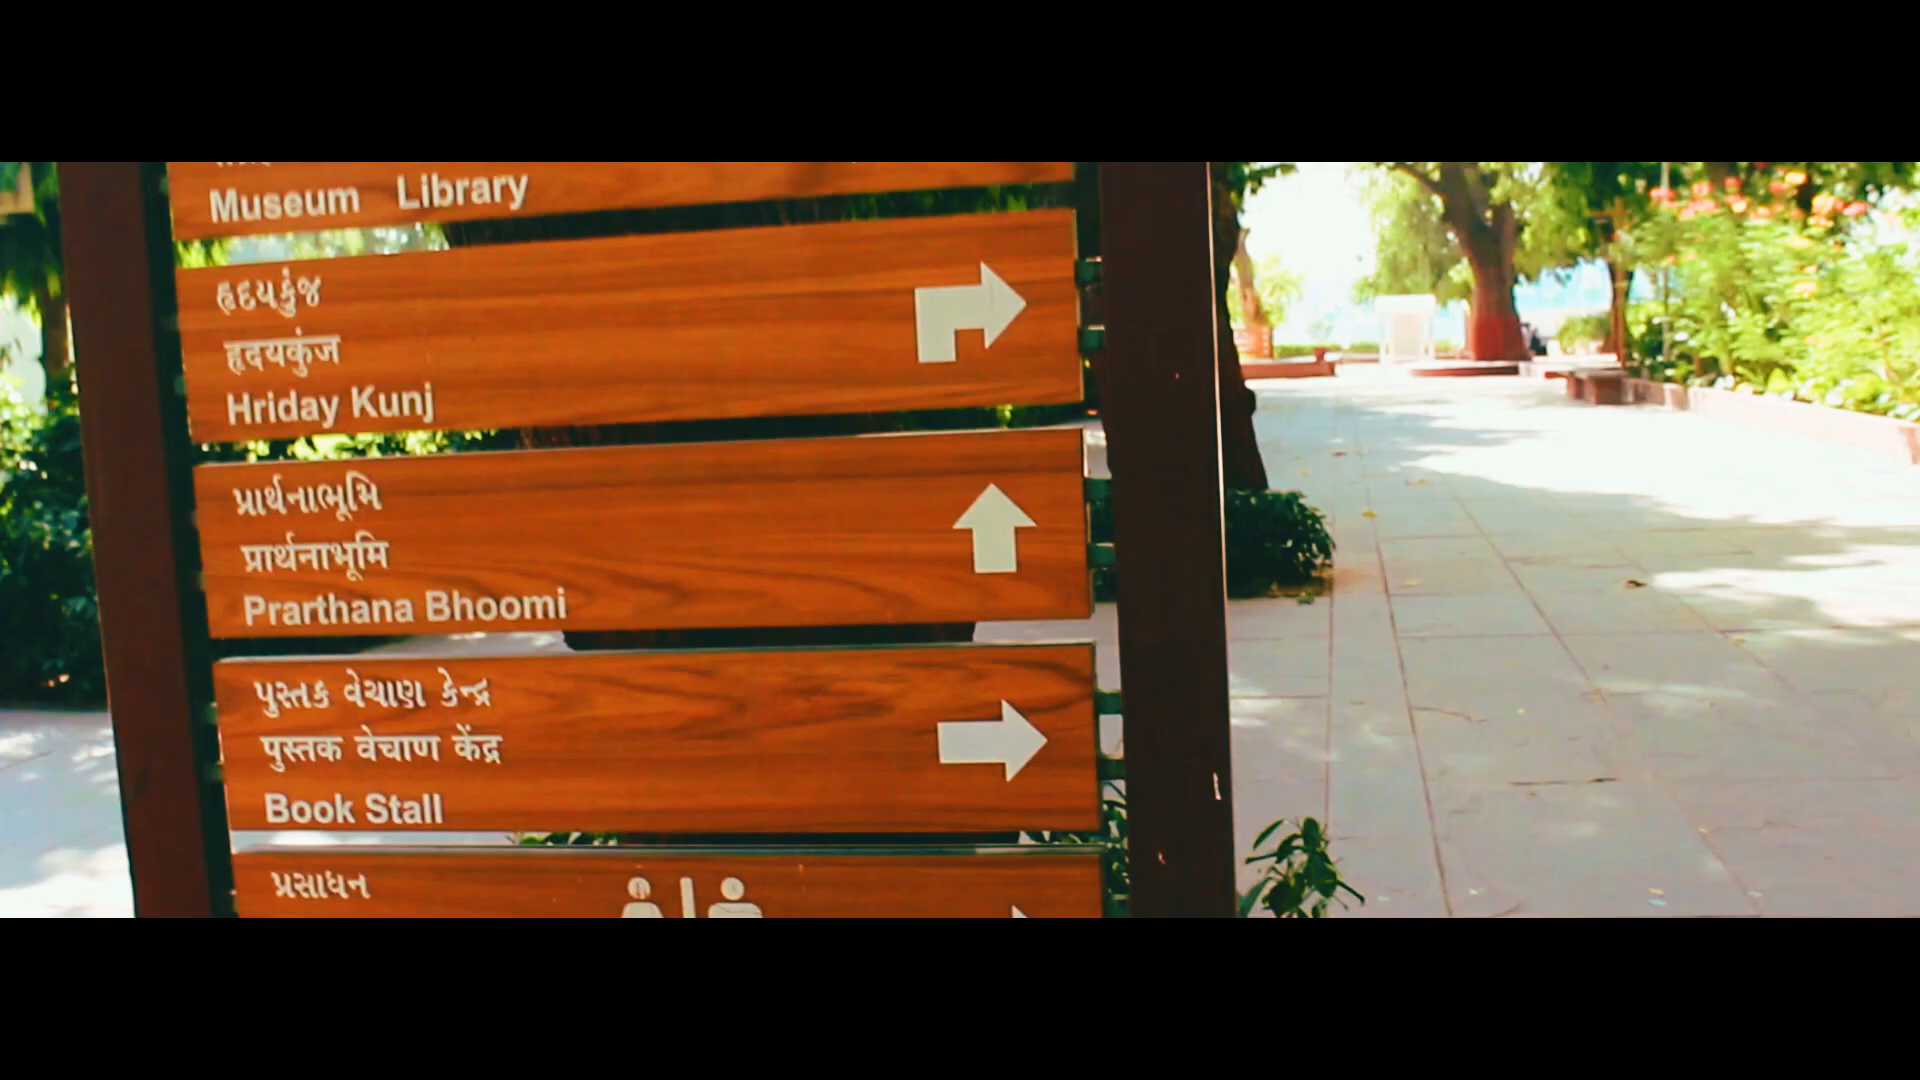 Museum Library
હૃદયકુંજ
हृदयकुंज
Hriday Kunj
પ્રાર્થનાભૂમિ
प्रार्थनाभूमि
Prarthana Bhoomi
પુસ્તક વેચાણ કેન્દ્ર
पुस्तक वेचाण केंद्र
Book Stall
પ્રસાધન